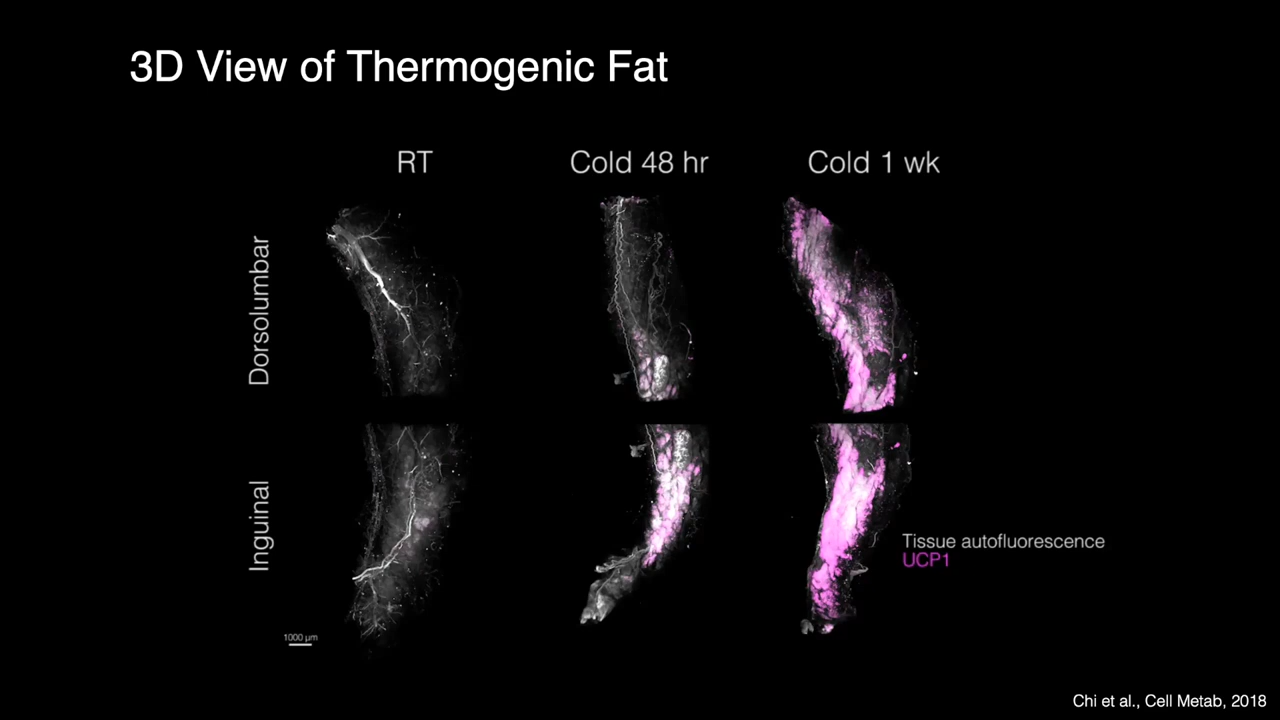 3D View of Thermogenic Fat
RT
Cold 48 hr
Cold 1 wk
Dorsolumbar
Inguinal
Tissue autofluorescence
UCP1
1000 µm
Chi et al., Cell Metab, 2018